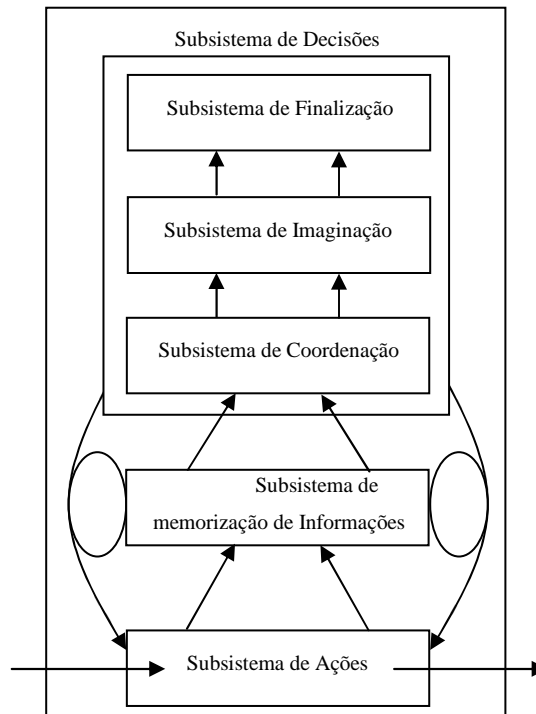 Subsistema de Decisões
Subsistema de Finalização
Subsistema de Imaginação
Subsistema de Coordenação
Subsistema de
memorização de Informações
Subsistema de Ações